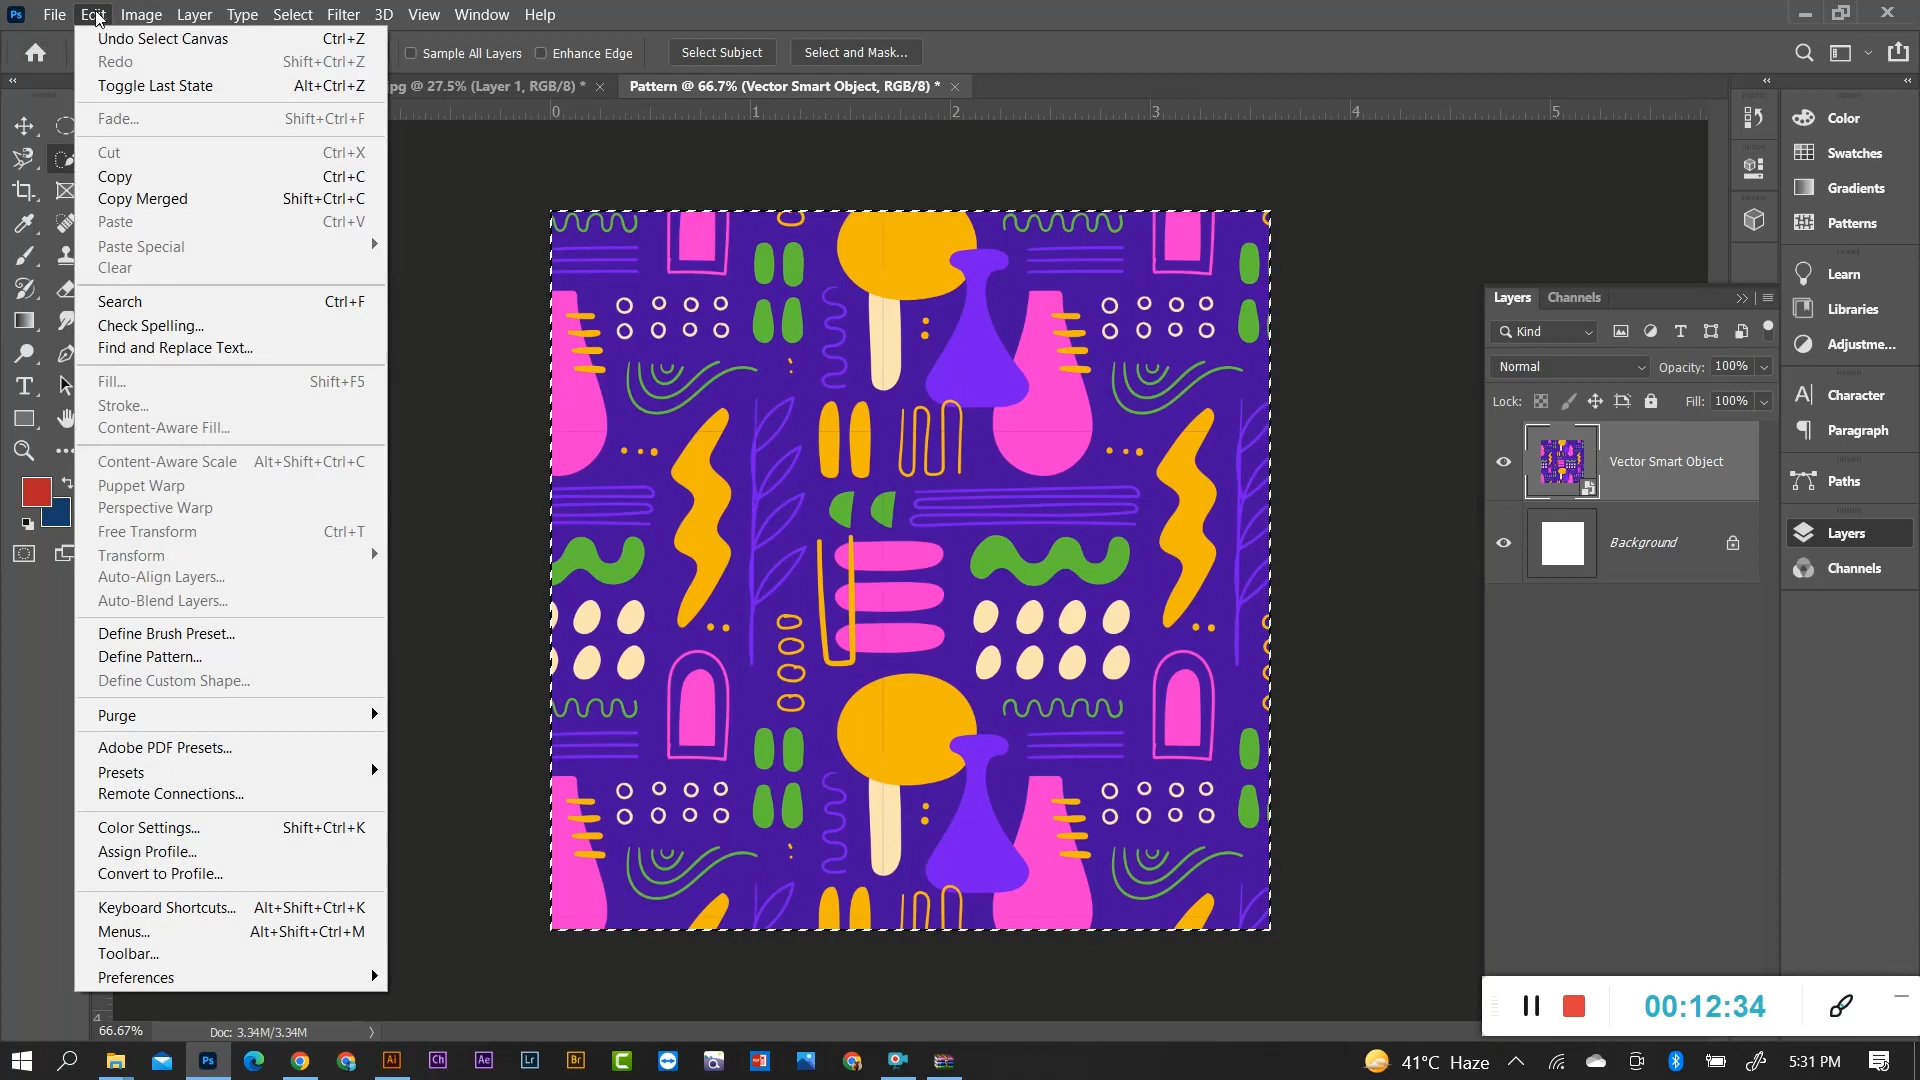 Ps File Edit Image Layer Type Select Filter 3D View Window Help
Sample All Layers Enhance Edge Select Subject Select and Mask...
jpg @ 27.5% (Layer 1, RGB/8) * Pattern @ 66.7% (Vector Smart Object, RGB/8) *
0 1 2 3 4 5
Undo Select Canvas Ctrl+Z
Redo Shift+Ctrl+Z
Toggle Last State Alt+Ctrl+Z
Fade... Shift+Ctrl+F
Cut Ctrl+X
Copy Ctrl+C
Copy Merged Shift+Ctrl+C
Paste Ctrl+V
Paste Special
Clear
Search Ctrl+F
Check Spelling...
Find and Replace Text...
Fill... Shift+F5
Stroke...
Content-Aware Fill...
Content-Aware Scale Alt+Shift+Ctrl+C
Puppet Warp
Perspective Warp
Free Transform Ctrl+T
Transform
Auto-Align Layers...
Auto-Blend Layers...
Define Brush Preset...
Define Pattern...
Define Custom Shape...
Purge
Adobe PDF Presets...
Presets
Remote Connections...
Color Settings... Shift+Ctrl+K
Assign Profile...
Convert to Profile...
Keyboard Shortcuts... Alt+Shift+Ctrl+K
Menus... Alt+Shift+Ctrl+M
Toolbar...
Preferences
4
66.67% Doc: 3.34M/3.34M
Layers Channels
Kind
Normal Opacity: 100%
Lock: Fill: 100%
Vector Smart Object
Background
Color
Swatches
Gradients
Patterns
Learn
Libraries
Adjustme...
Character
Paragraph
Paths
Layers
Channels
00:12:34
Ps Ai Ch Ae Lr Br 41°C Haze 5:31 PM